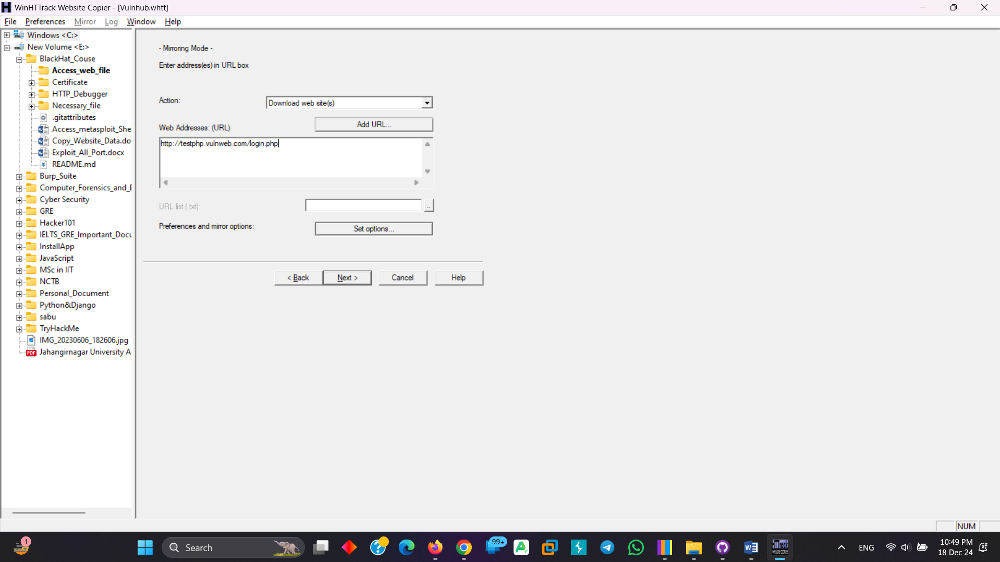 WinHTTrack Website Copier - [Vulnhub.whtt]
File Preferences Mirror Log Window Help
Windows <C:>
New Volume <E:>
BlackHat_Couse
Access_web_file
Certificate
HTTP_Debugger
Necessary_file
.gitattributes
Access_metasploit_She
Copy_Website_Data.do
Exploit_All_Port.docx
README.md
Burp_Suite
Computer_Forensics_and_D
Cyber Security
GRE
Hacker101
IELTS_GRE_Important_Docu
InstallApp
JavaScript
MSc in IIT
NCTB
Personal_Document
Python&Django
sabu
TryHackMe
IMG_20230606_182606.jpg
PDF Jahangirnagar University A
- Mirroring Mode -
Enter address(es) in URL box
Action: Download web site(s)
Add URL...
Web Addresses: (URL)
http://testphp.vulnweb.com/login.php
URL list (.txt): ..
Preferences and mirror options: Set options...
< Back Next > Cancel Help
NUM
1
Search
99+
HTTrack
WEBSITE COPIER
ENG
10:49 PM
18 Dec 24